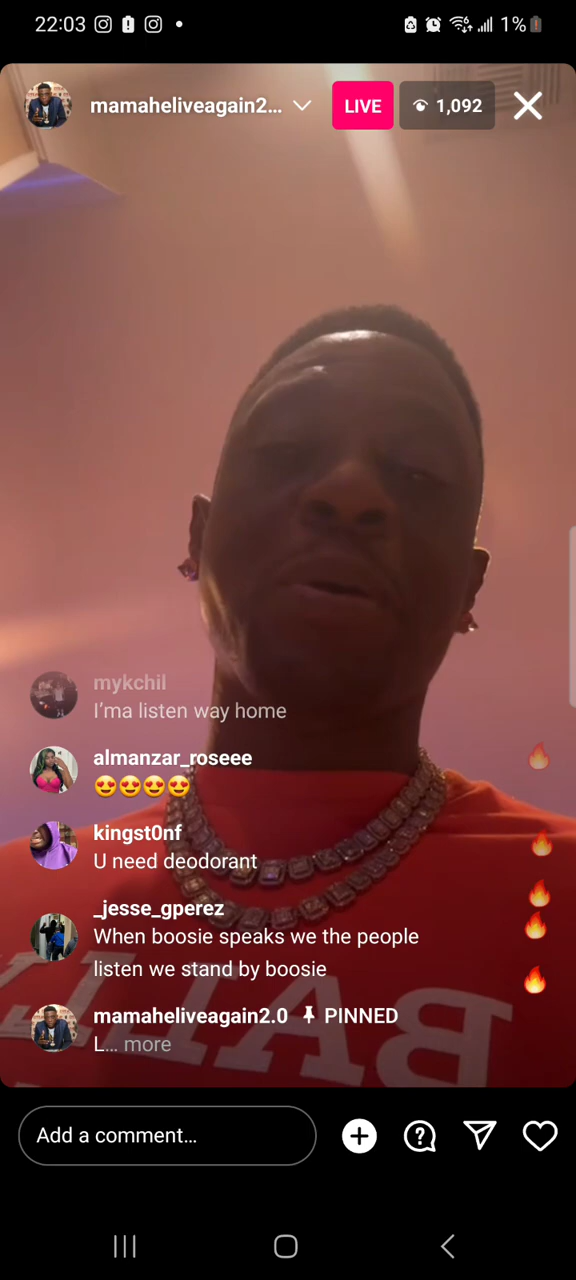 22:03 1%
mamaheliveagain2... LIVE 1,092
mykchil
I'ma listen way home
almanzar_roseee
😍😍😍😍
kingst0nf
U need deodorant
_jesse_gperez
When boosie speaks we the people
listen we stand by boosie
mamaheliveagain2.0 PINNED
L... more
Add a comment...